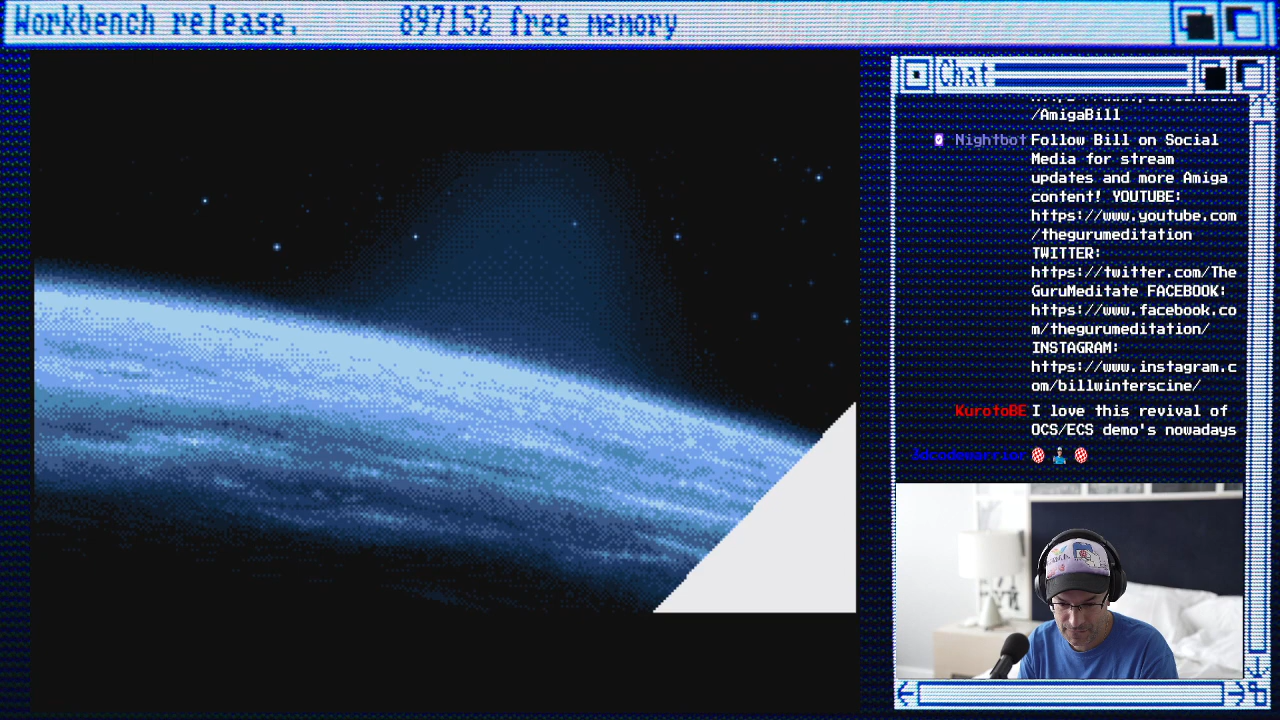 Workbench release. 897152 free memory
Chat
/AmigaBill
Nightbot Follow Bill on Social
Media for stream
updates and more Amiga
content! YOUTUBE:
https://www.youtube.com
/thegurumeditation
TWITTER:
https://twitter.com/The
GuruMeditate FACEBOOK:
https://www.facebook.co
m/thegurumeditation/
INSTAGRAM:
https://www.instagram.c
om/billwinterscine/
KurotoBE I love this revival of
OCS/ECS demo's nowadays
3dcodewarrior